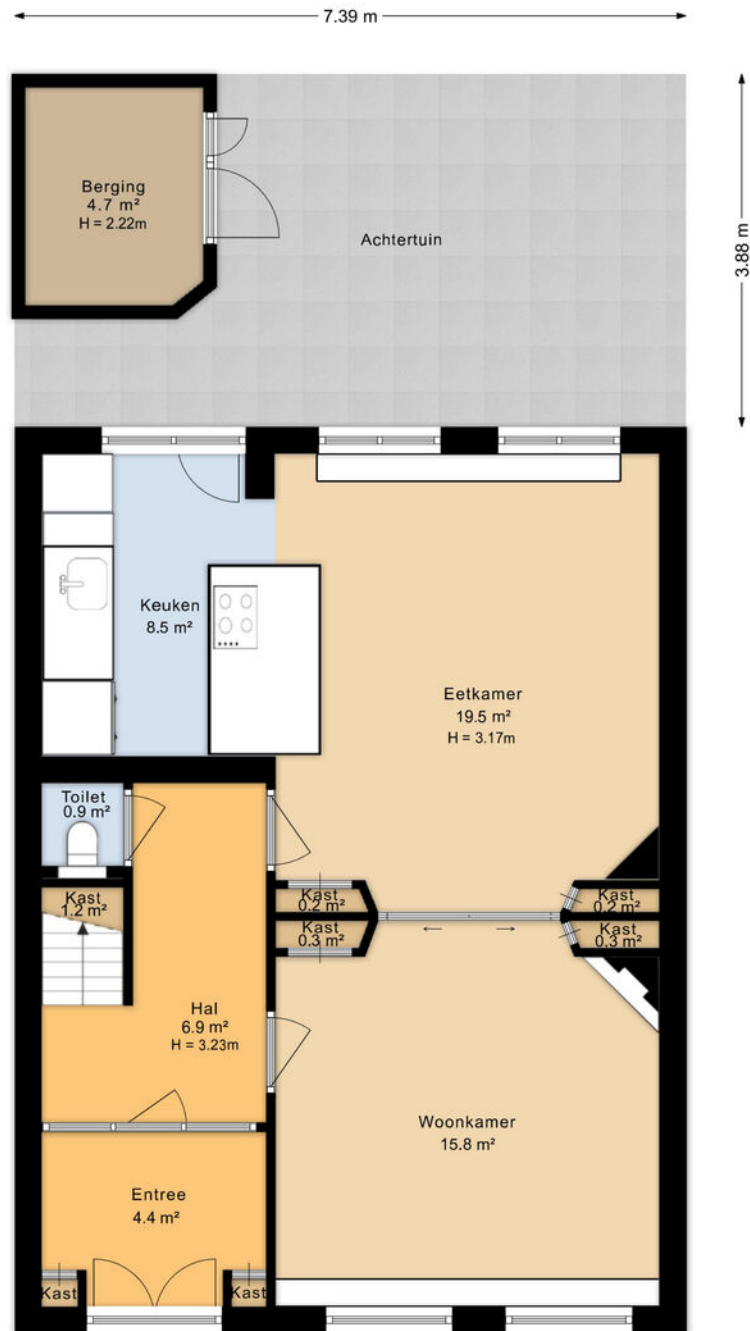 7.39 m
3.88 m
Berging
4.7 m²
H = 2.22m
Achtertuin
Keuken
8.5 m²
Eetkamer
19.5 m²
H = 3.17m
Toilet
0.9 m²
Kast
1.2 m²
Kast
0.2 m²
Kast
0.2 m²
Kast
0.3 m²
Kast
0.3 m²
Hal
6.9 m²
H = 3.23m
Woonkamer
15.8 m²
Entree
4.4 m²
Kast
Kast